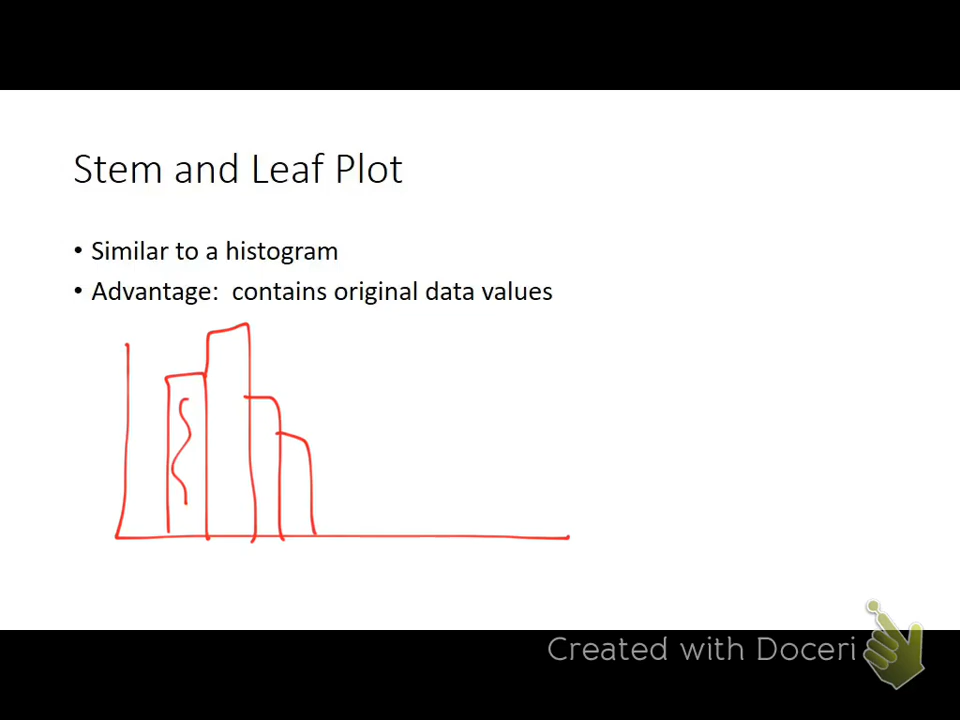 Stem and Leaf Plot
• Similar to a histogram
• Advantage:  contains original data values
Created with Doceri